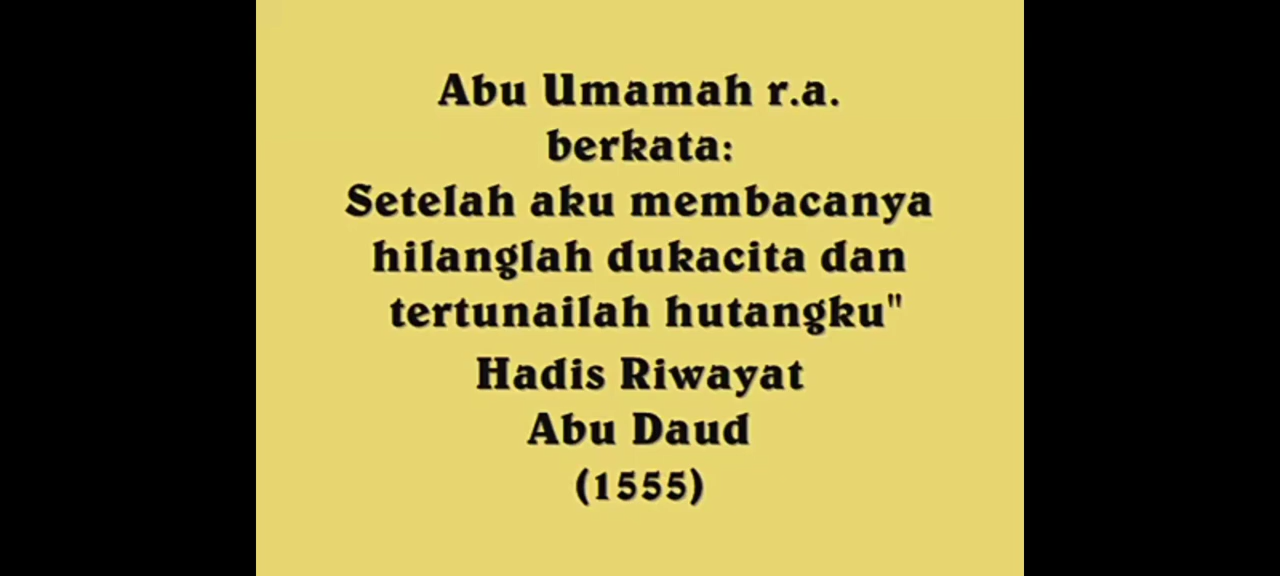 Abu Umamah r.a.
berkata:
Setelah aku membacanya
hilanglah dukacita dan
tertunailah hutangku"
Hadis Riwayat
Abu Daud
(1555)